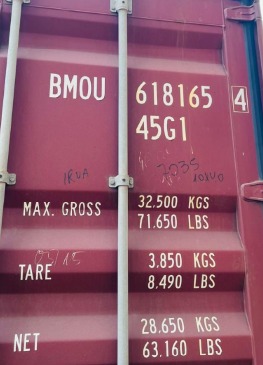 BMOU 618165 4
45G1
MAX. GROSS 32.500 KGS
71.650 LBS
TARE 3.850 KGS
8.490 LBS
NET 28.650 KGS
63.160 LBS